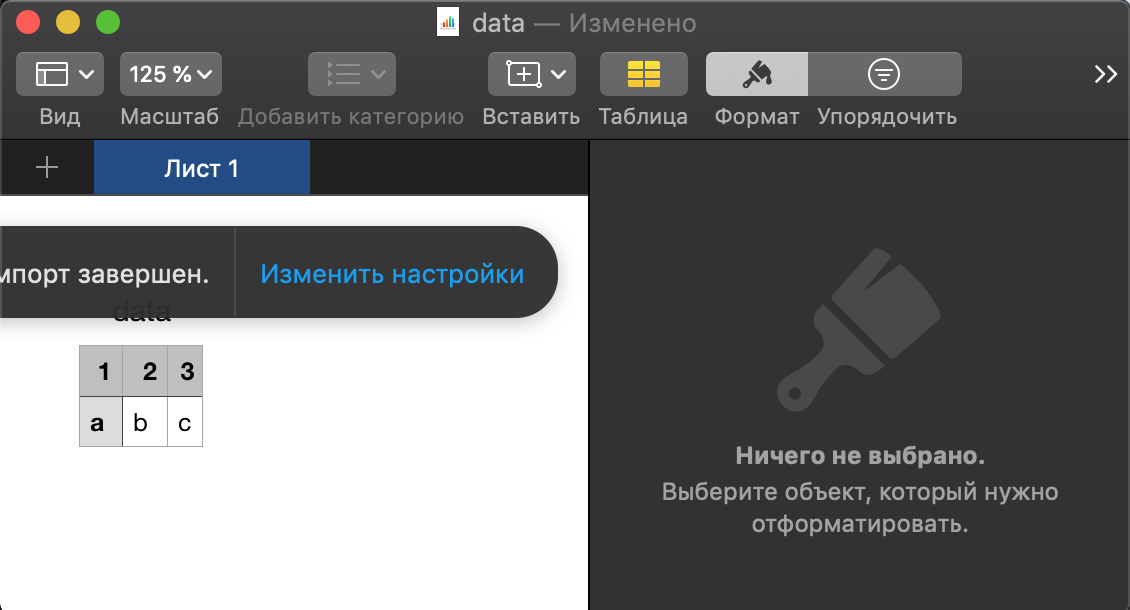 data — Изменено
125 %
Вид Масштаб Добавить категорию Вставить Таблица Формат Упорядочить
Лист 1
завершен. Изменить настройки
data
1 2 3
a b c
Ничего не выбрано.
Выберите объект, который нужно
отформатировать.